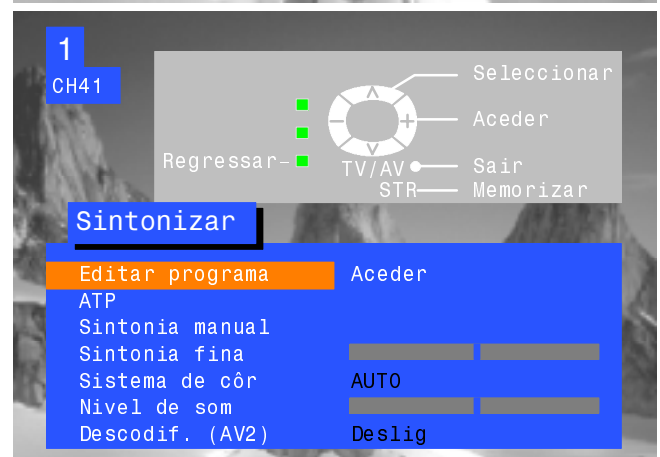 1
CH41
Seleccionar
Aceder
Regressar
TV/AV
Sair
STR
Memorizar
Sintonizar
Editar programa Aceder
ATP
Sintonia manual
Sintonia fina
Sistema de côr AUTO
Nivel de som
Descodif. (AV2) Deslig